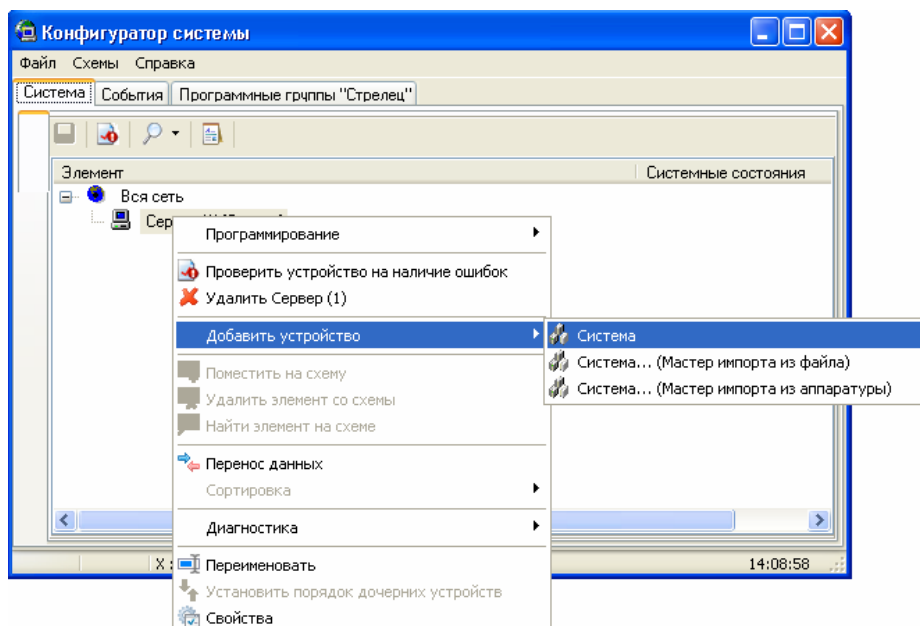 Конфигуратор системы
Файл Схемы Справка
Система События Программные группы "Стрелец"
Элемент Системные состояния
Вся сеть
Сер
Программирование
Проверить устройство на наличие ошибок
Удалить Сервер (1)
Добавить устройство
Система
Система... (Мастер импорта из файла)
Система... (Мастер импорта из аппаратуры)
Поместить на схему
Удалить элемент со схемы
Найти элемент на схеме
Перенос данных
Сортировка
Диагностика
X : 14:08:58
Переименовать
Установить порядок дочерних устройств
Свойства